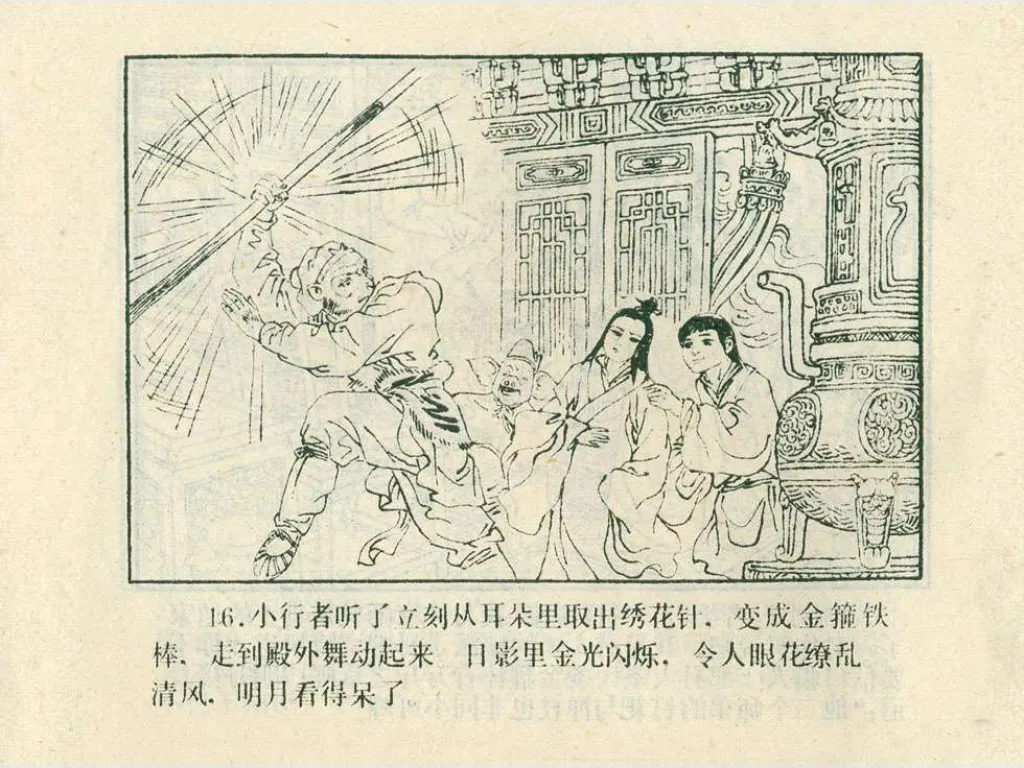 16.小行者听了立刻从耳朵里取出绣花针，变成金箍铁
棒，走到殿外舞动起来 日影里金光闪烁，令人眼花缭乱
清风，明月看得呆了。